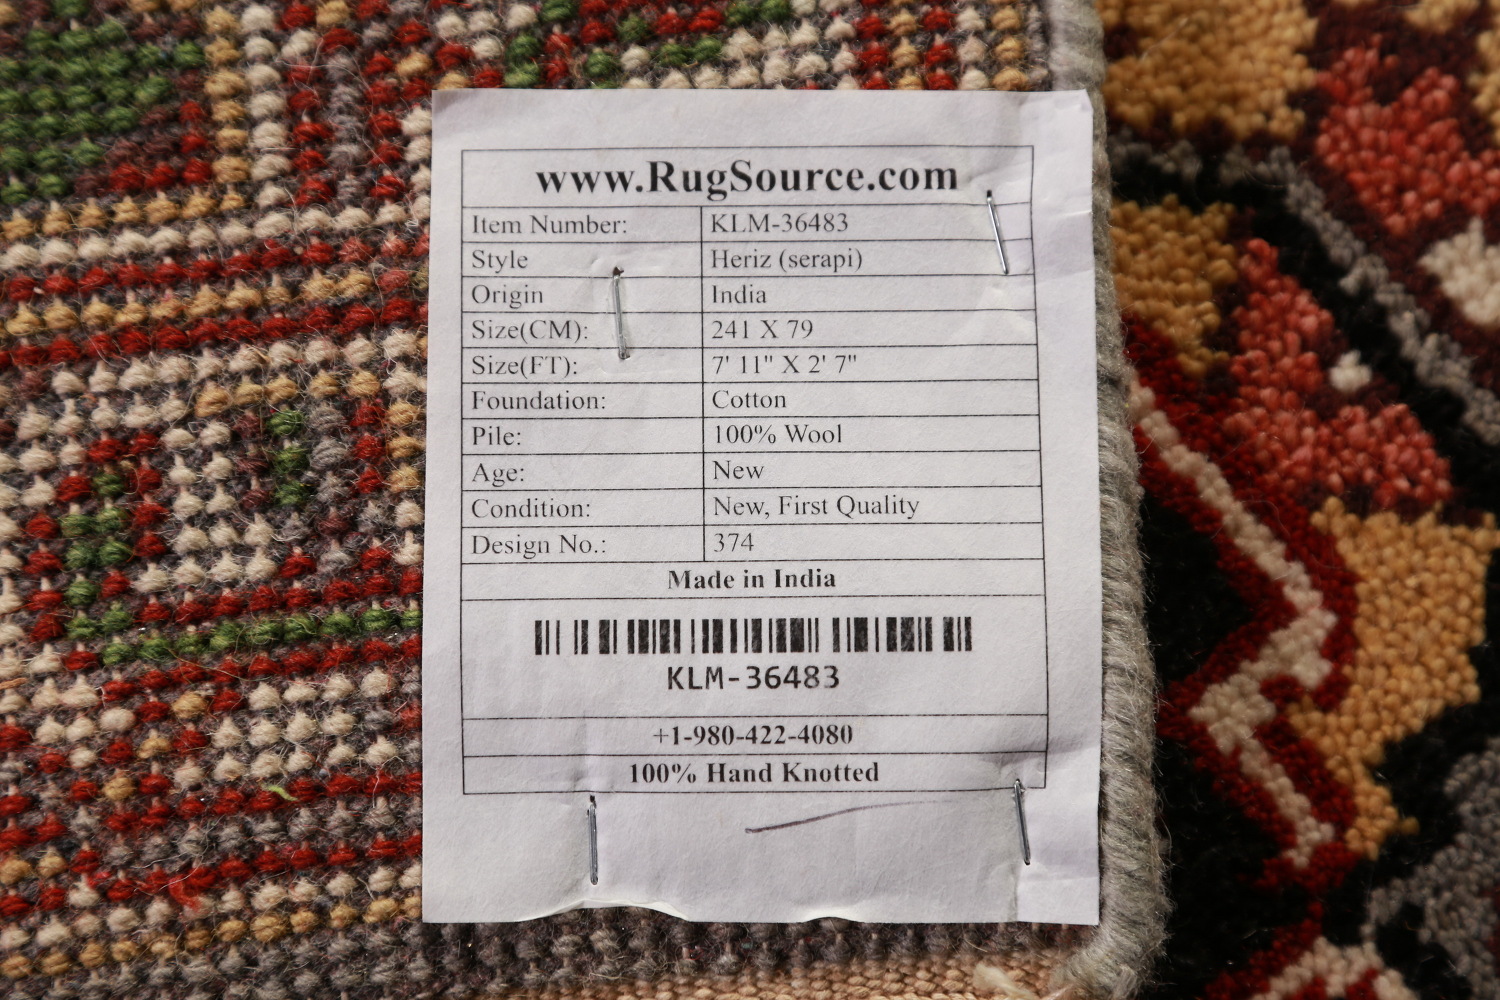 www.RugSource.com
Item Number: KLM-36483
Style Heriz (serapi)
Origin India
Size(CM): 241 X 79
Size(FT): 7' 11" X 2' 7"
Foundation: Cotton
Pile: 100% Wool
Age: New
Condition: New, First Quality
Design No.: 374
Made in India
KLM-36483
+1-980-422-4080
100% Hand Knotted